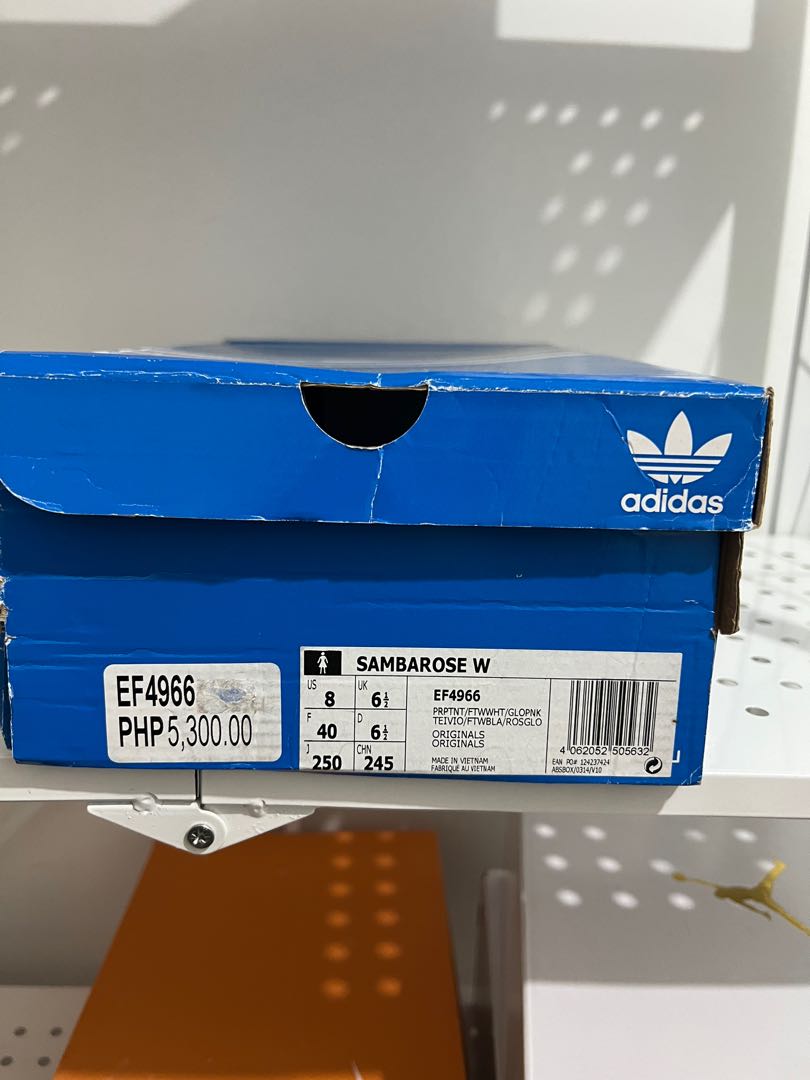 adidas
EF4966
PHP 5,300.00
SAMBAROSE W
US 8
UK 6½
F 40
D 6½
J 250
CHN 245
EF4966
PRPTNT/FTWWHT/GLOPNK
TEIVIO/FTWBLA/ROSGLO
ORIGINALS
ORIGINALS
MADE IN VIETNAM
FABRIQUÉ AU VIETNAM
4 062052 505632
EAN PO# 124237424
ABSBOX/0314/V10